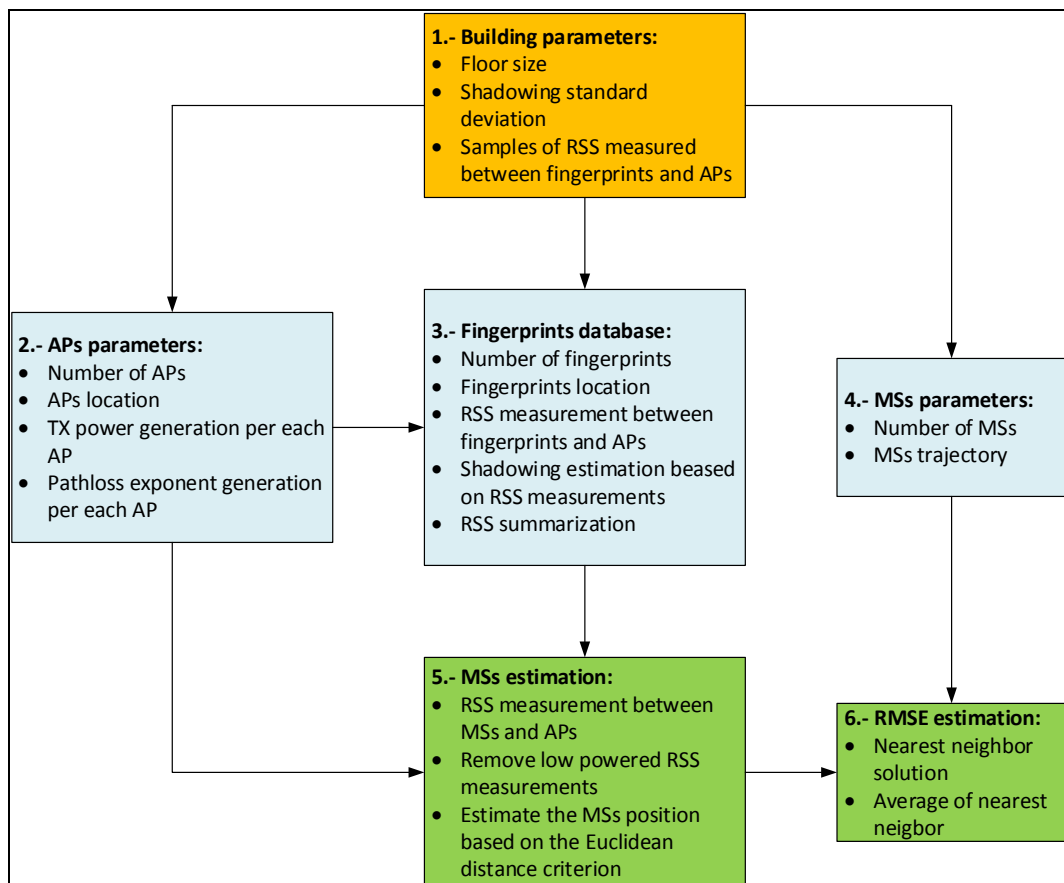 1.- Building parameters:
• Floor size
• Shadowing standard
deviation
• Samples of RSS measured
between fingerprints and APs
2.- APs parameters:
• Number of APs
• APs location
• TX power generation per each
AP
• Pathloss exponent generation
per each AP
3.- Fingerprints database:
• Number of fingerprints
• Fingerprints location
• RSS measurement between
fingerprints and APs
• Shadowing estimation beased
on RSS measurements
• RSS summarization
4.- MSs parameters:
• Number of MSs
• MSs trajectory
5.- MSs estimation:
• RSS measurement between
MSs and APs
• Remove low powered RSS
measurements
• Estimate the MSs position
based on the Euclidean
distance criterion
6.- RMSE estimation:
• Nearest neighbor
solution
• Average of nearest
neigbor